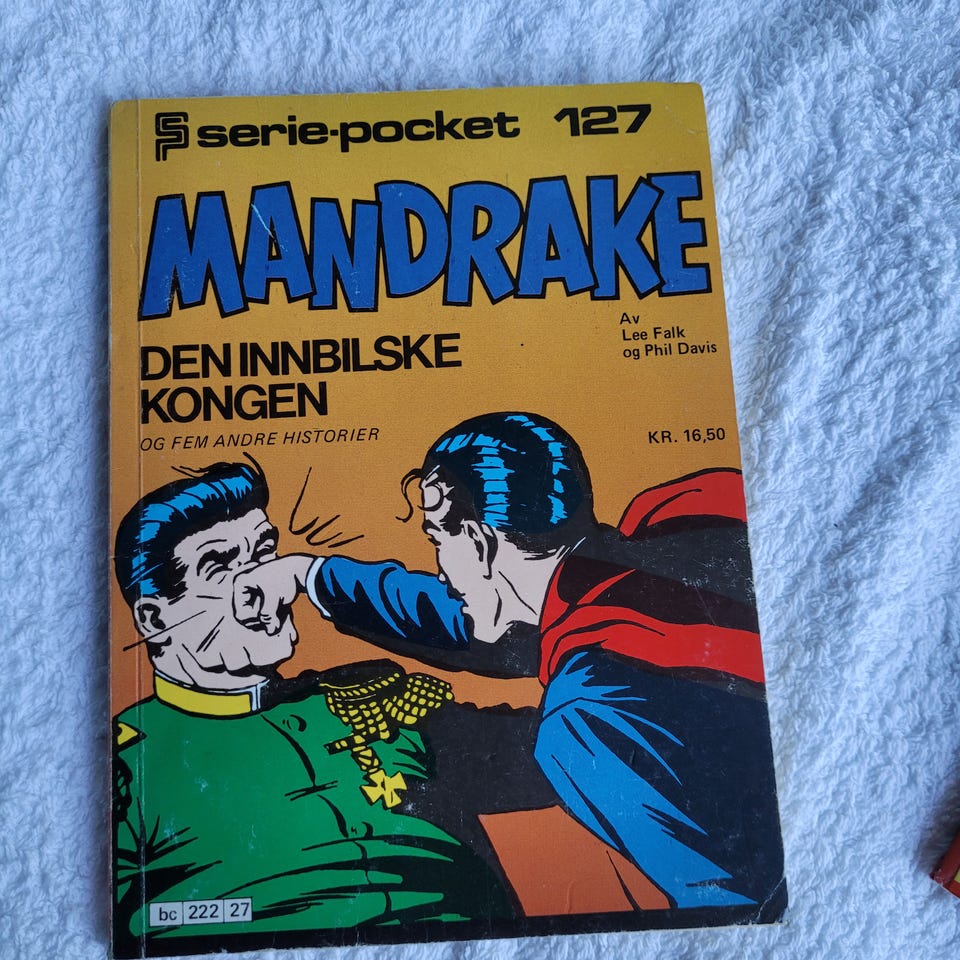 SP serie-pocket 127
MANDRAKE
Av
Lee Falk
og Phil Davis
DEN INNBILSKE
KONGEN
OG FEM ANDRE HISTORIER
KR. 16,50
bc 222 27